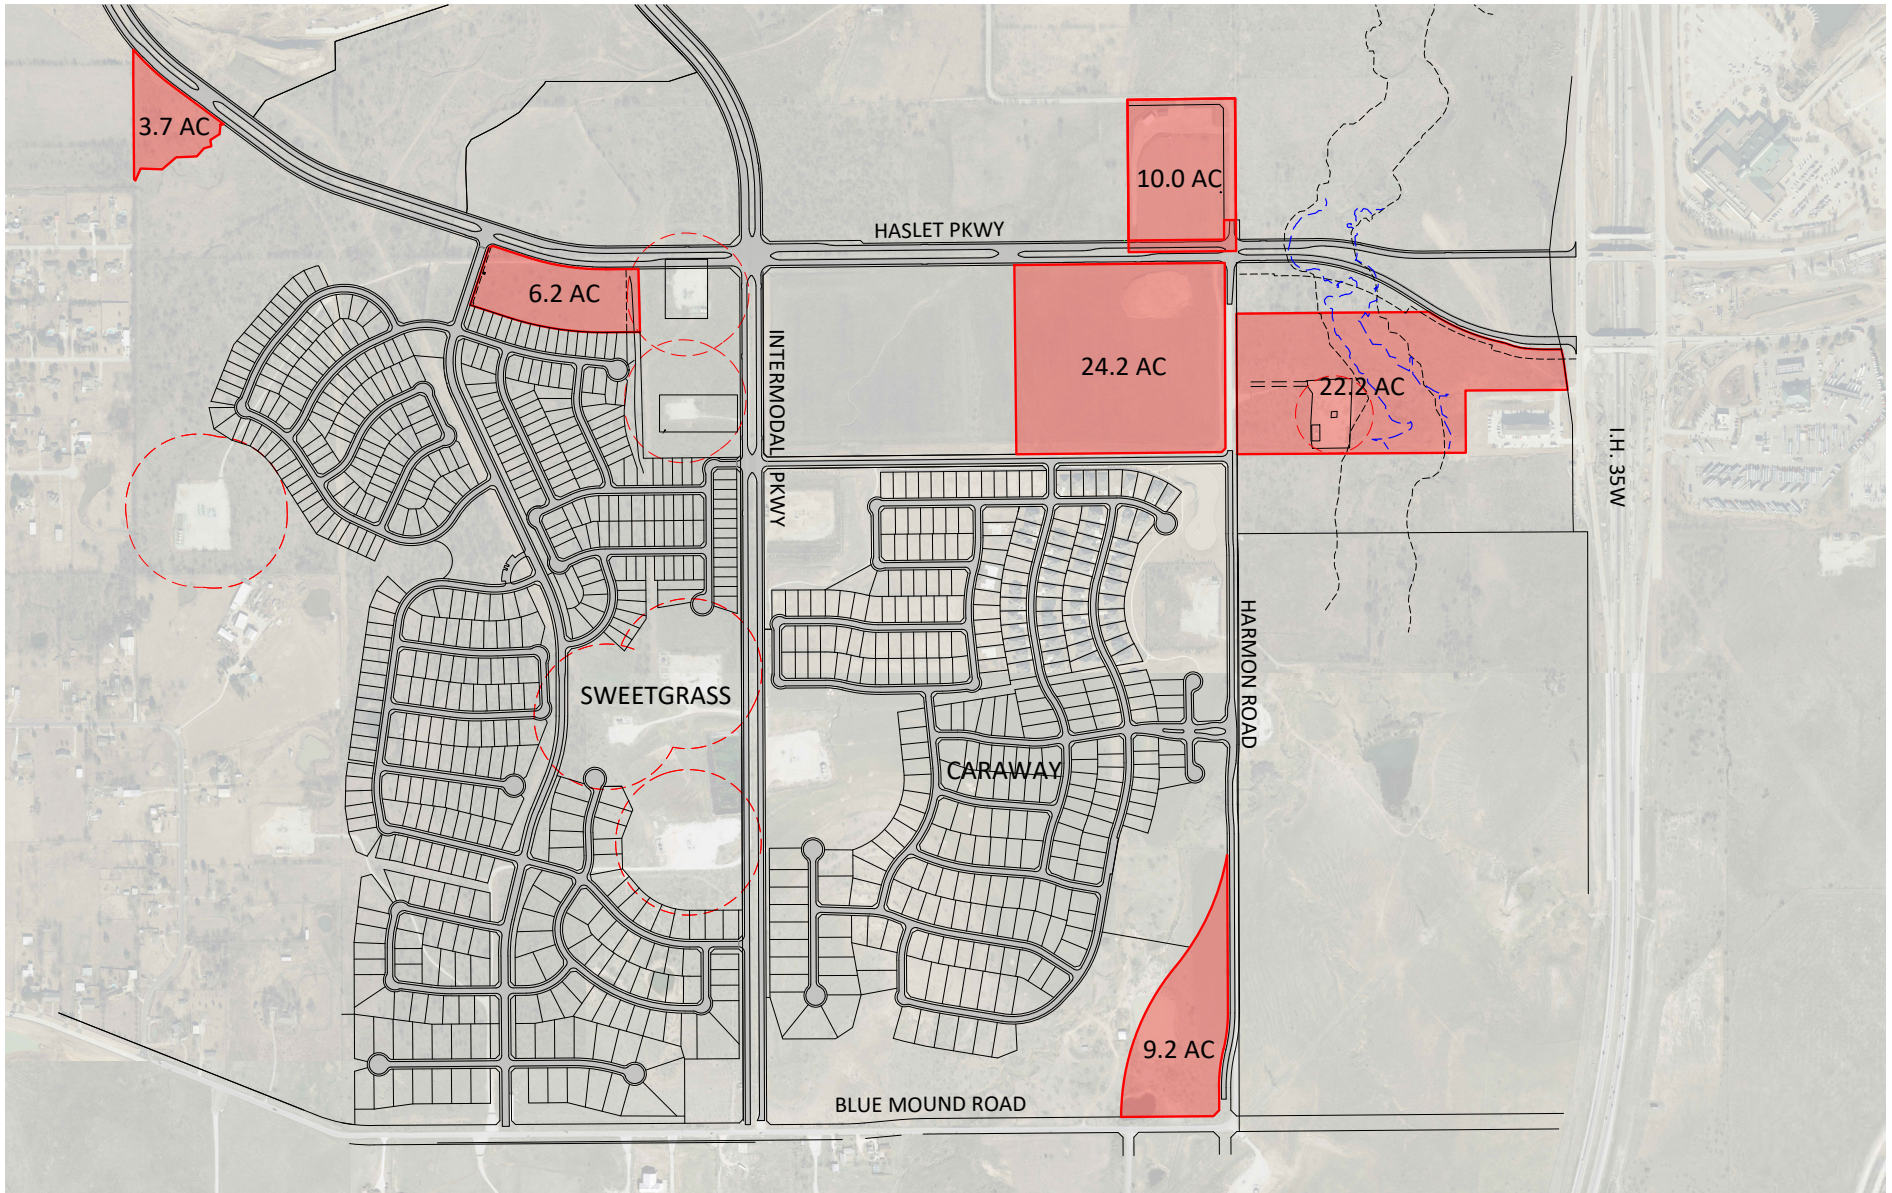 3.7 AC
10.0 AC
HASLET PKWY
6.2 AC
24.2 AC
22.2 AC
INTERMODAL PKWY
I.H. 35W
HARMON ROAD
SWEETGRASS
CARAWAY
9.2 AC
BLUE MOUND ROAD